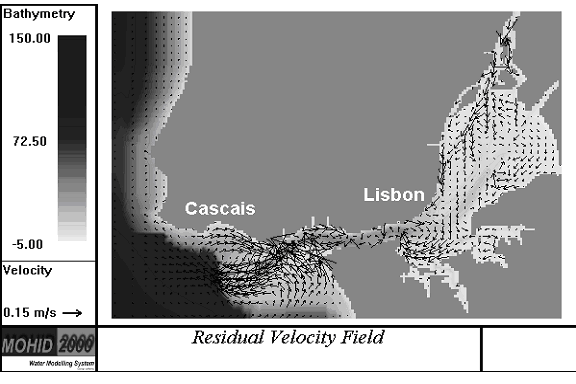 Bathymetry
150.00
72.50
-5.00
Velocity
0.15 m/s
Cascais
Lisbon
MOHID 2000
Water Modelling System
Residual Velocity Field